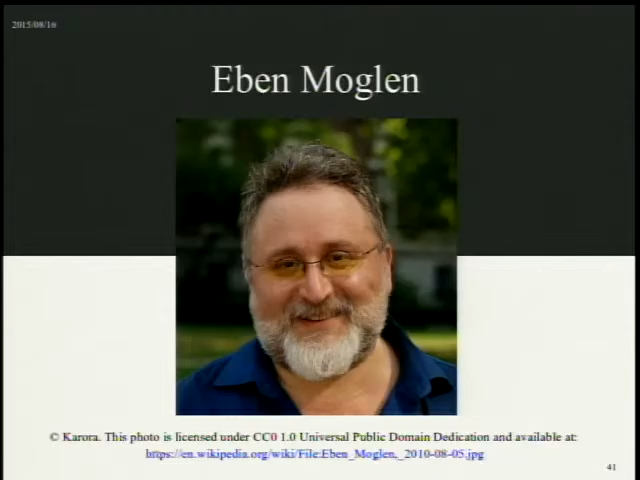 2015/08/16
Eben Moglen
© Karora. This photo is licensed under CC0 1.0 Universal Public Domain Dedication and available at:
https://en.wikipedia.org/wiki/File:Eben_Moglen,_2010-08-05.jpg
41